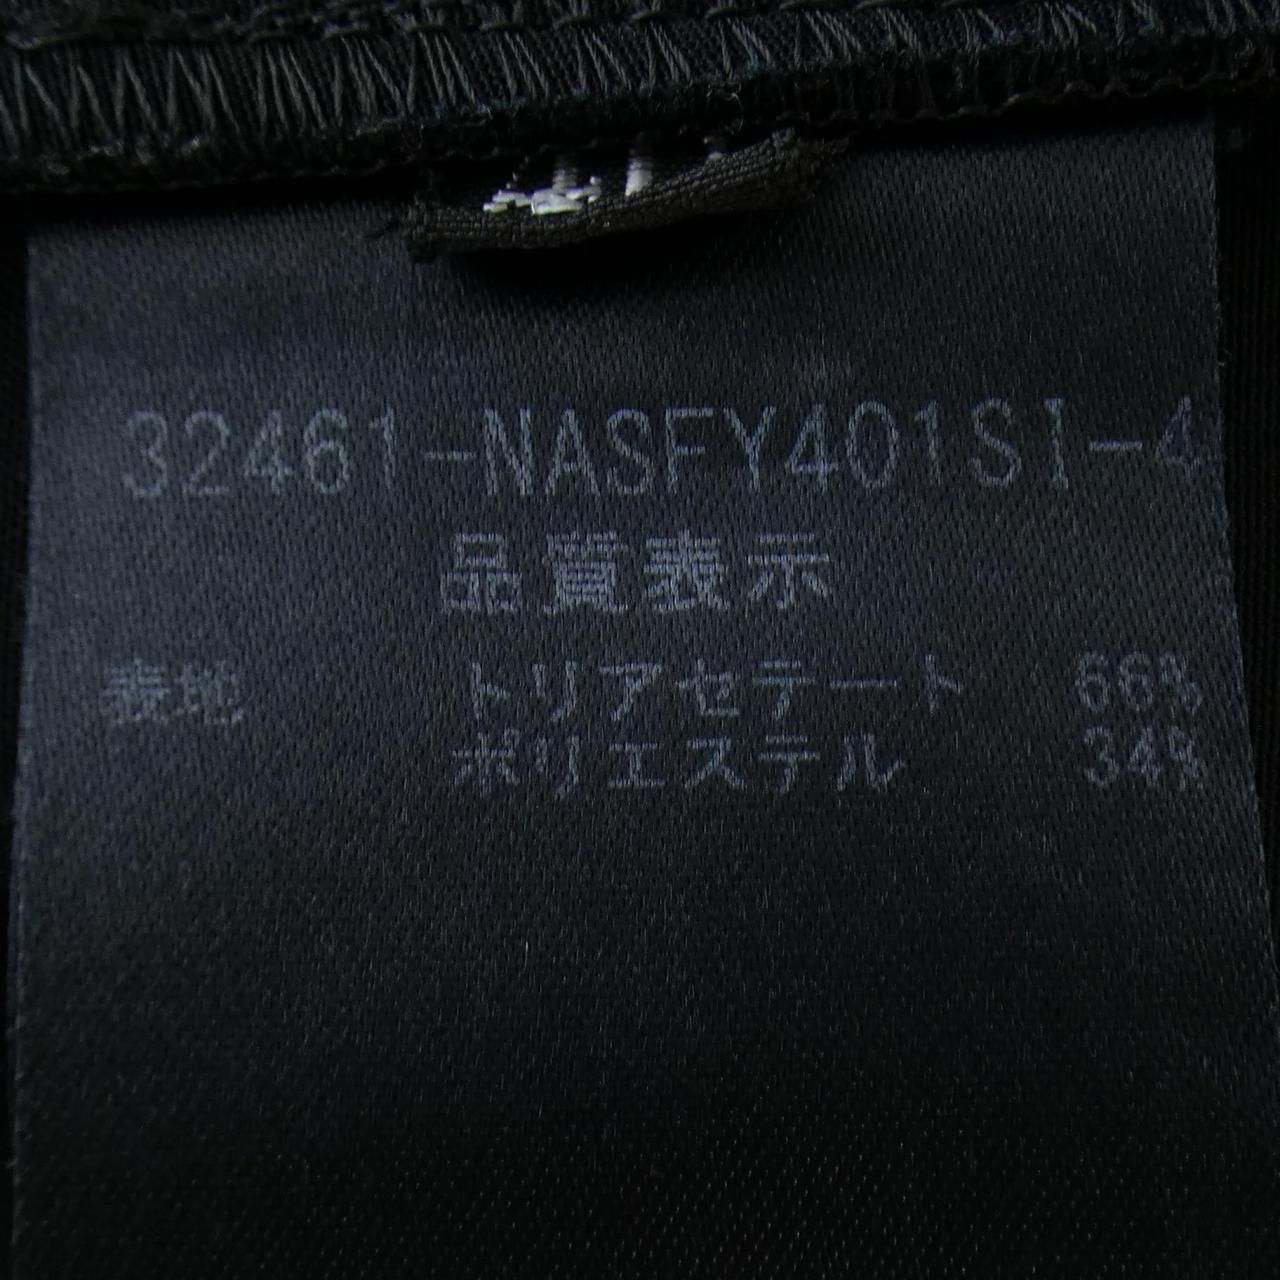 32461-NASFY401SI-4
品質表示
表地 トリアセテート 66%
ポリエステル 34%